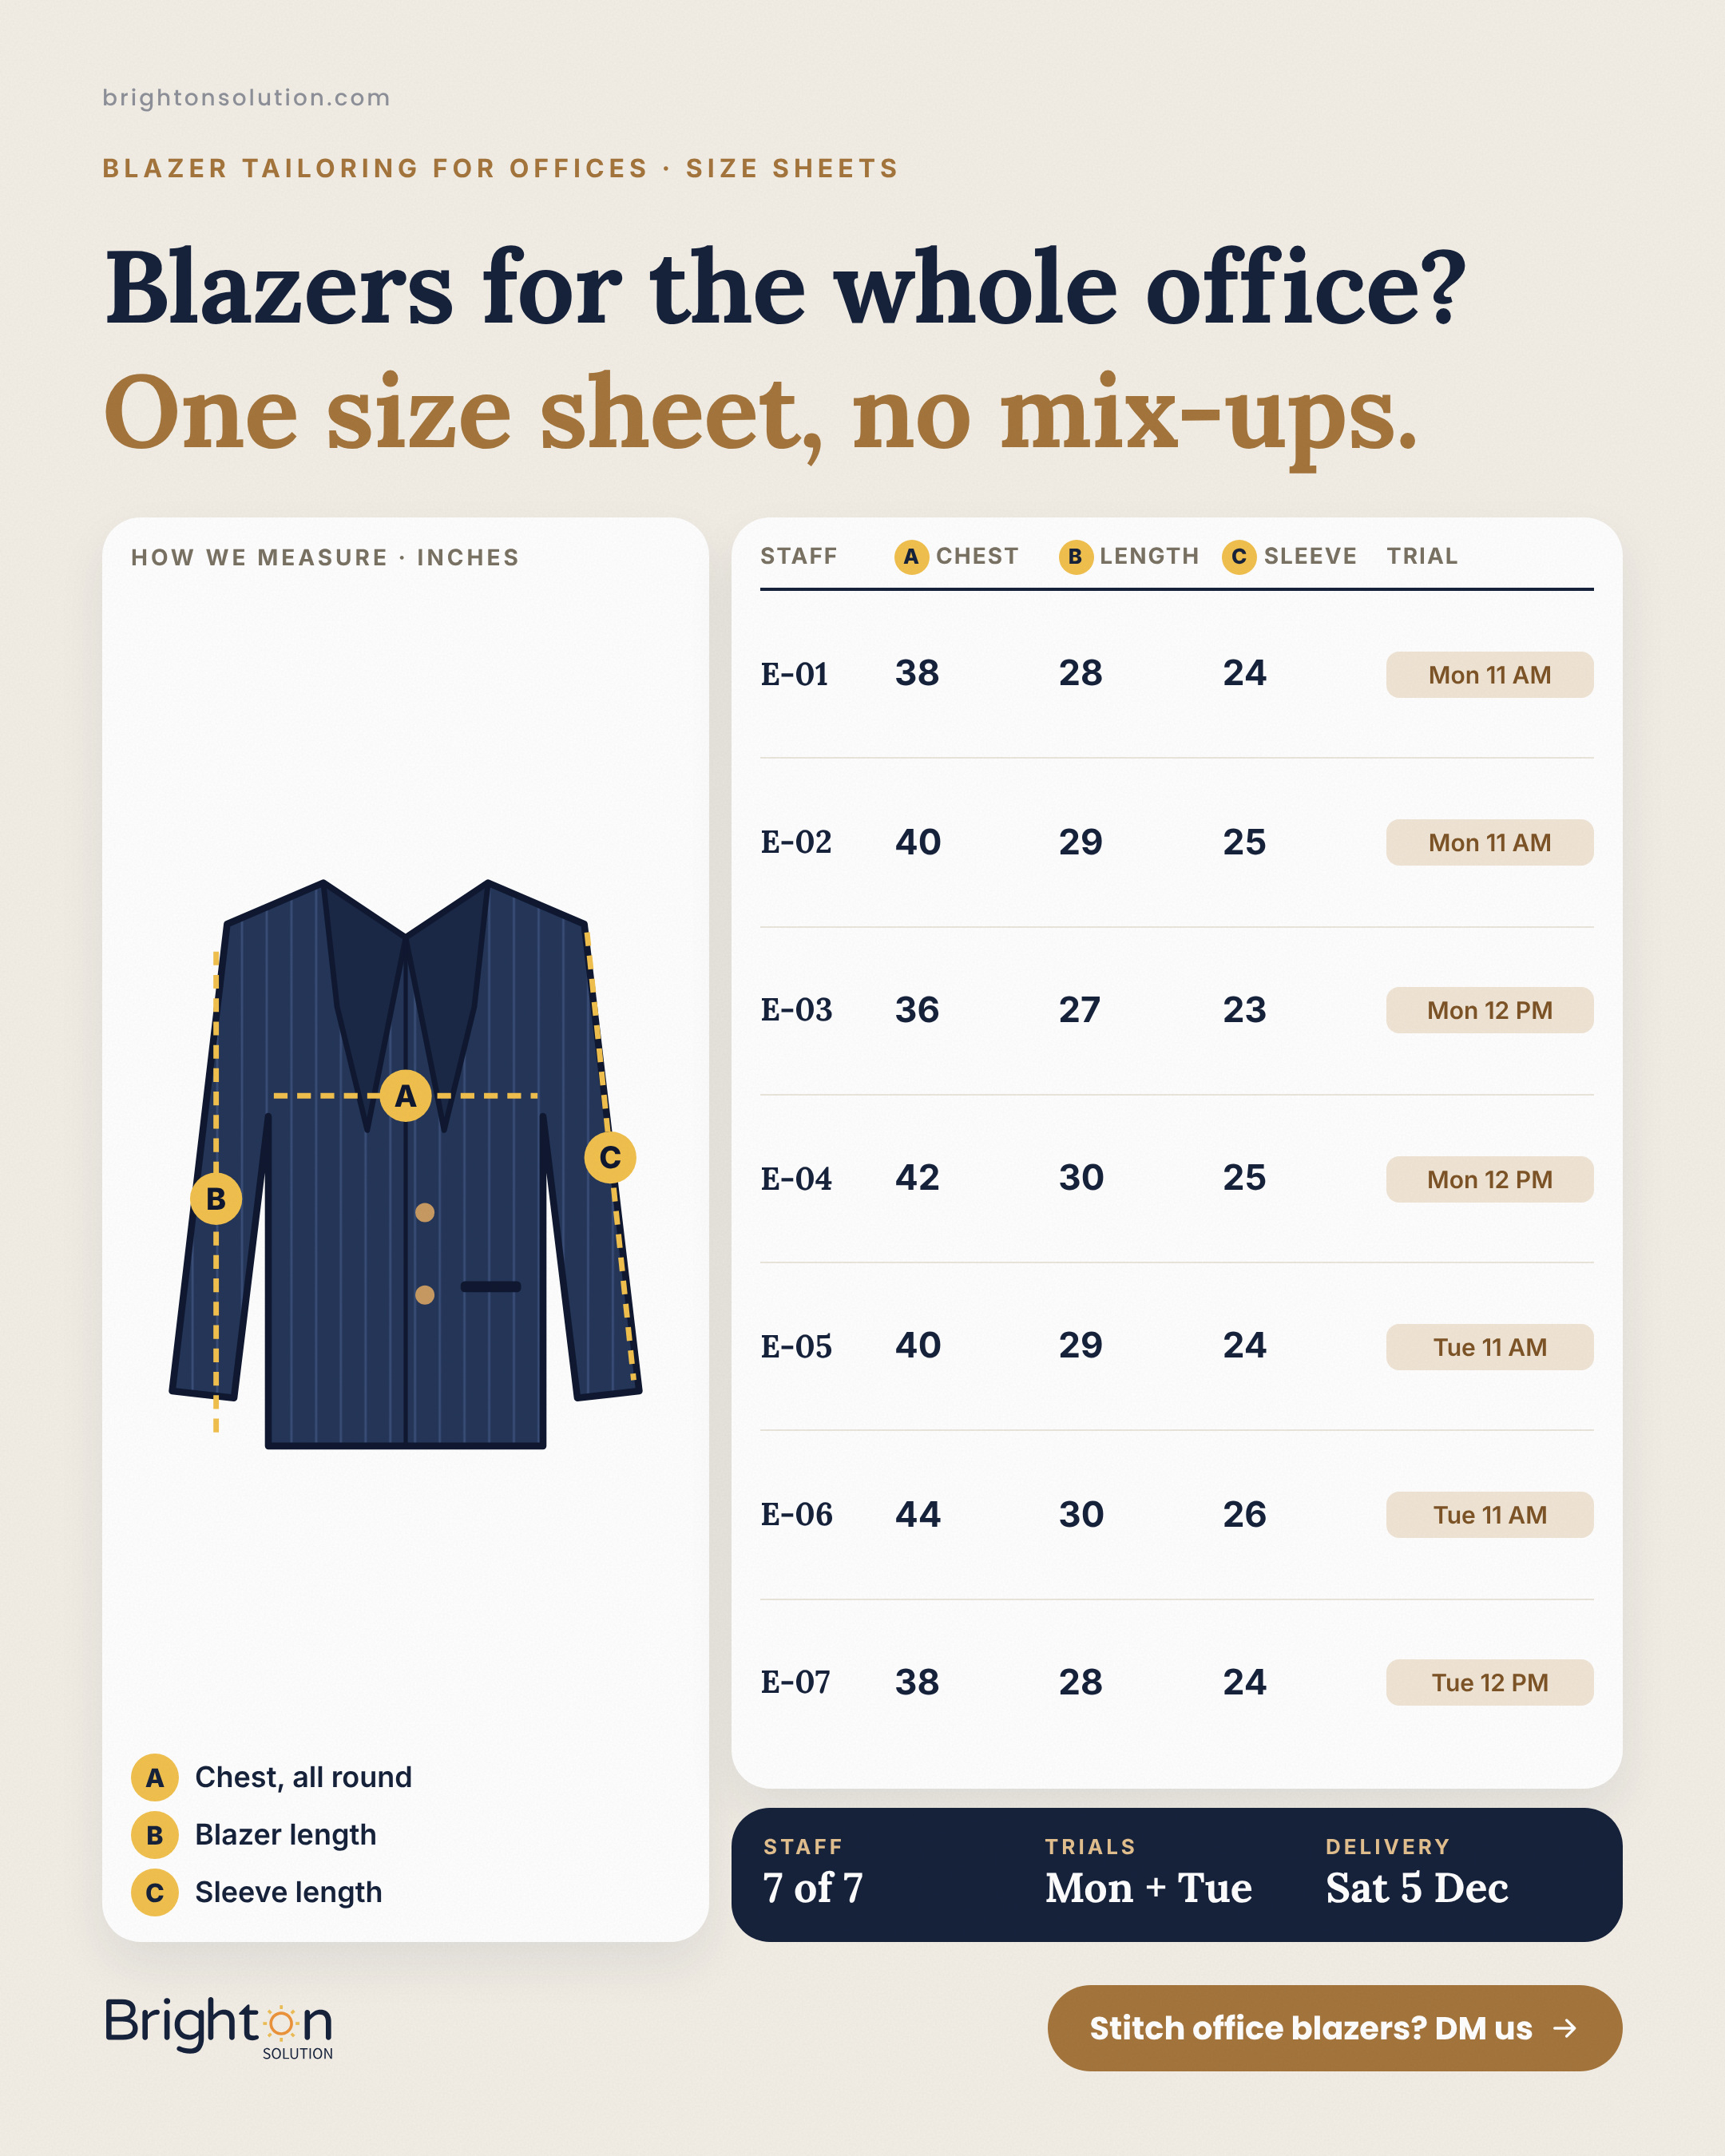 brightonsolution.com
BLAZER TAILORING FOR OFFICES · SIZE SHEETS
Blazers for the whole office?
One size sheet, no mix-ups.
HOW WE MEASURE · INCHES
A
B
C
A Chest, all round
B Blazer length
C Sleeve length
STAFF A CHEST B LENGTH C SLEEVE TRIAL
E-01 38 28 24 Mon 11 AM
E-02 40 29 25 Mon 11 AM
E-03 36 27 23 Mon 12 PM
E-04 42 30 25 Mon 12 PM
E-05 40 29 24 Tue 11 AM
E-06 44 30 26 Tue 11 AM
E-07 38 28 24 Tue 12 PM
STAFF TRIALS DELIVERY
7 of 7 Mon + Tue Sat 5 Dec
Brighton
SOLUTION
Stitch office blazers? DM us →